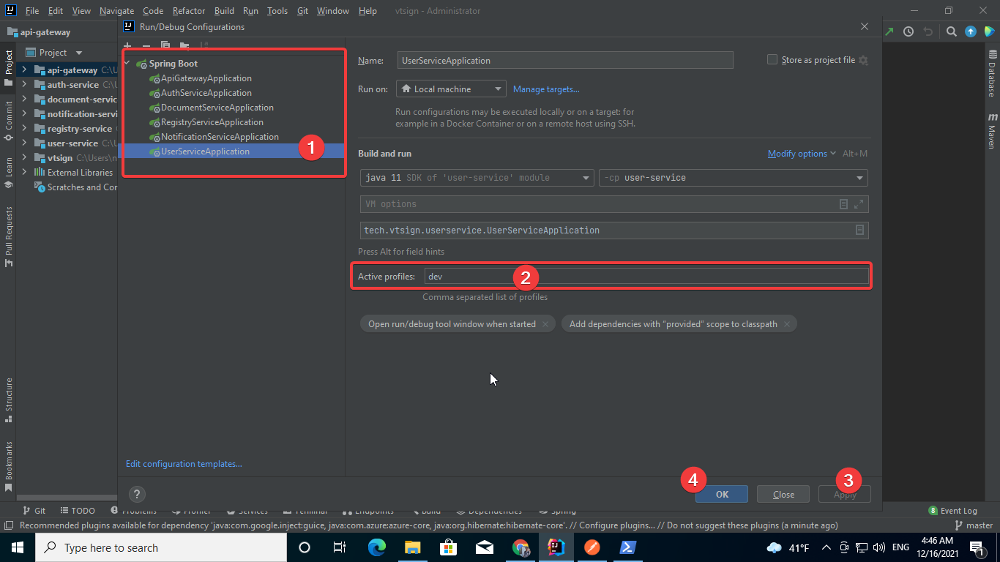 File Edit View Navigate Code Refactor Build Run Tools Git Window Help vtsign - Administrator
api-gateway
Run/Debug Configurations
Project
Project
api-gateway C:\U
auth-service C:\U
document-servic
notification-servi
registry-service
user-service C:\U
vtsign C:\Users\n
External Libraries
Scratches and Cor
Commit
Learn
Pull Requests
Structure
Bookmarks
Spring Boot
ApiGatewayApplication
AuthServiceApplication
DocumentServiceApplication
RegistryServiceApplication
NotificationServiceApplication
UserServiceApplication
1
Edit configuration templates...
Name: UserServiceApplication
Store as project file
Run on: Local machine Manage targets...
Run configurations may be executed locally or on a target: for
example in a Docker Container or on a remote host using SSH.
Build and run Modify options Alt+M
java 11 SDK of 'user-service' module -cp user-service
VM options
tech.vtsign.userservice.UserServiceApplication
Press Alt for field hints
Active profiles: dev 2
Comma separated list of profiles
Open run/debug tool window when started Add dependencies with “provided” scope to classpath
4 3
? OK Close Apply
Database
Maven
Git TODO Problems Profiler Services Terminal Endpoints Build Dependencies Spring 8 Event Log
Recommended plugins available for dependency 'java:com.google.inject:guice, java:com.azure:azure-core, java:org.hibernate:hibernate-core'. // Configure plugins... // Do not suggest these plugins (a minute ago) master
Type here to search
41°F ENG 4:46 AM
12/16/2021
1